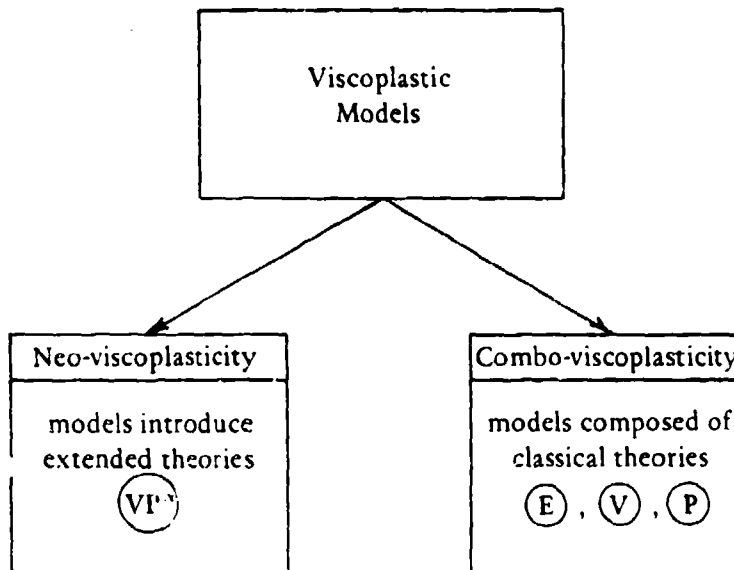 Viscoplastic
Models
Neo-viscoplasticity
Combo-viscoplasticity
models introduce
extended theories
models composed of
classical theories
E , V , P